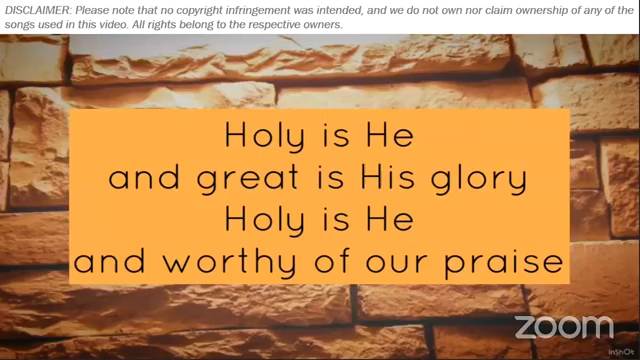 DISCLAIMER: Please note that no copyright infringement was intended, and we do not own nor claim ownership of any of the
songs used in this video. All rights belong to the respective owners.
Holy is He
and great is His glory
Holy is He
and worthy of our praise
zoom
InShOt